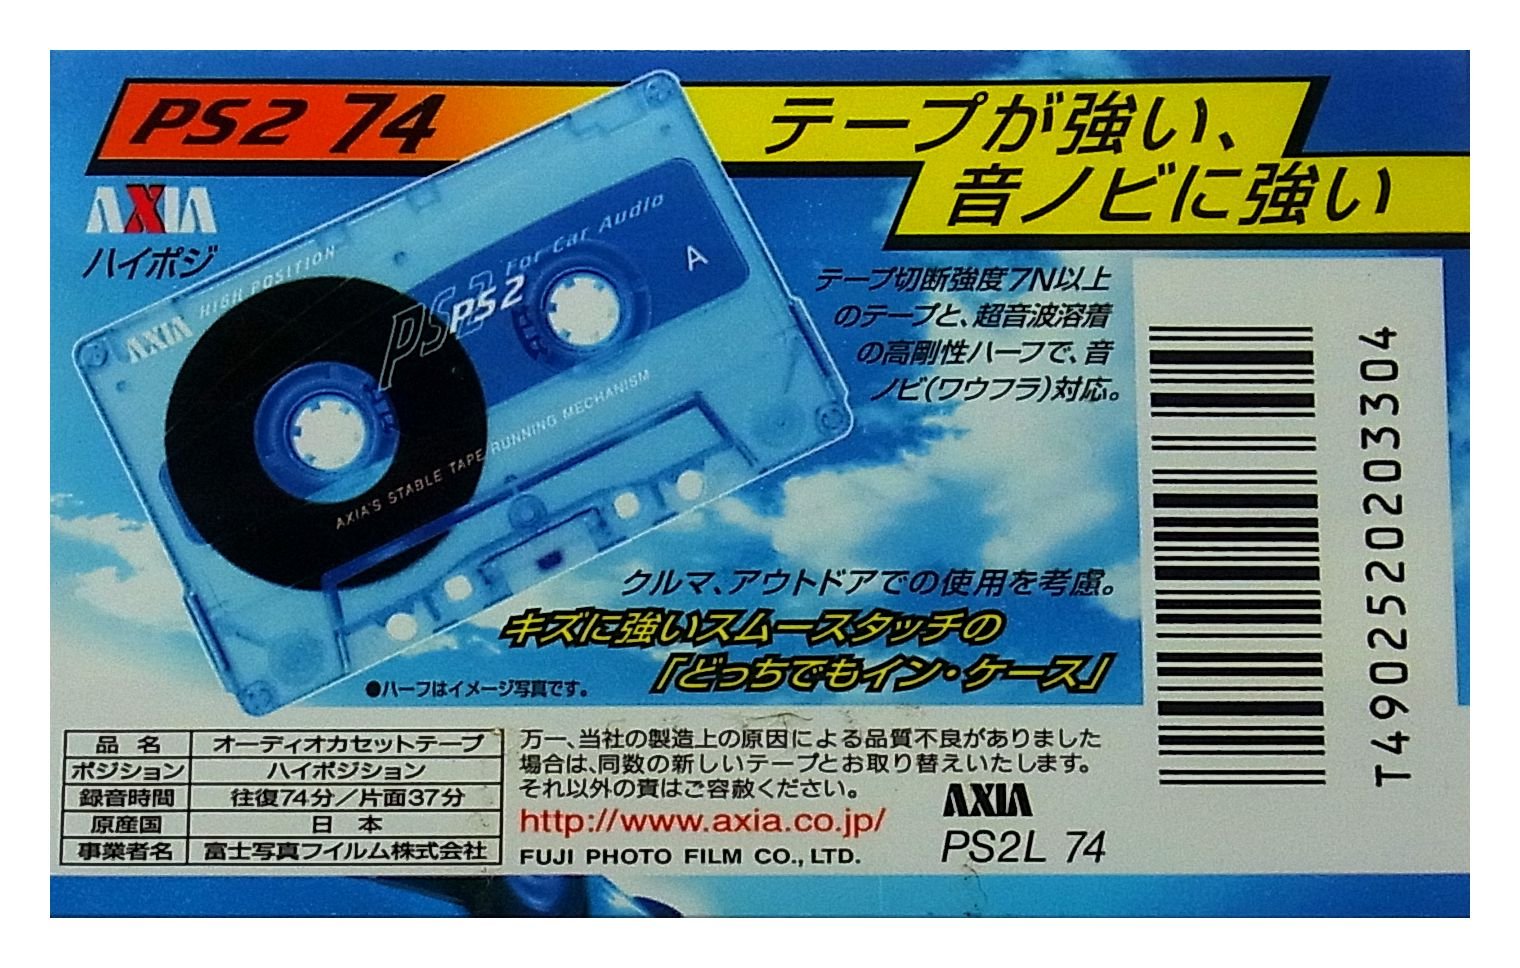 PS2 74
テープが強い、
音ノビに強い
AXIA
ハイポジ
AXIA HIGH POSITION
PS2
PS2 For Car Audio
A
AXIA'S STABLE TAPE RUNNING MECHANISM
テープ切断強度7N以上
のテープと、超音波溶着
の高剛性ハーフで、音
ノビ(ワウフラ)対応。
クルマ、アウトドアでの使用を考慮。
キズに強いスムースタッチの
「どっちでもイン・ケース」
●ハーフはイメージ写真です。
T4902520203304
品 名 オーディオカセットテープ
ポジション ハイポジション
録音時間 往復74分/片面37分
原産国 日 本
事業者名 富士写真フイルム株式会社
万一、当社の製造上の原因による品質不良がありました
場合は、同数の新しいテープとお取り替えいたします。
それ以外の責はご容赦ください。
http://www.axia.co.jp/
FUJI PHOTO FILM CO., LTD.
AXIA
PS2L 74